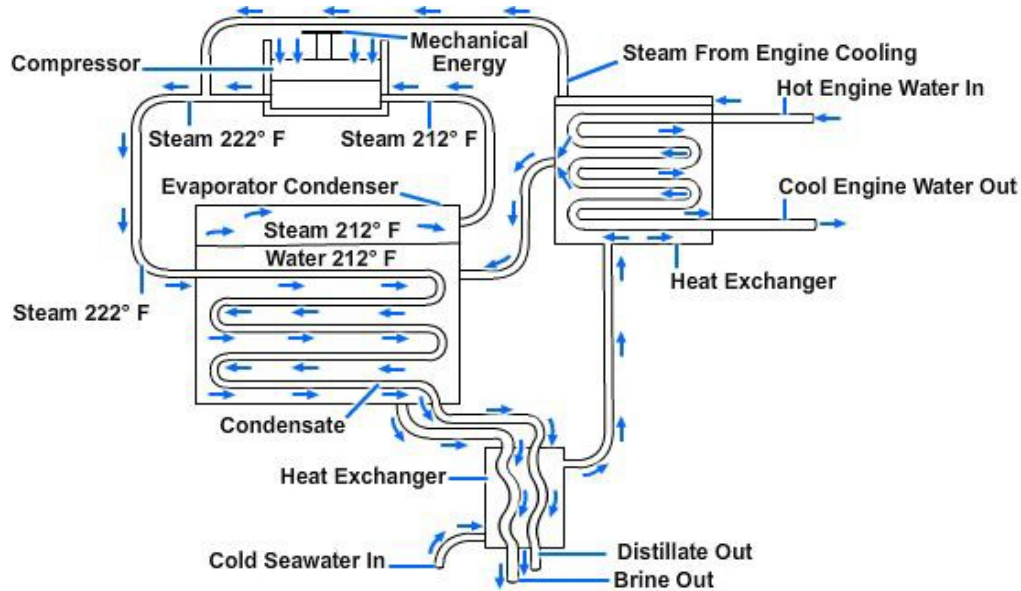 Compressor
Mechanical
Energy
Steam From Engine Cooling
Hot Engine Water In
Steam 222° F
Steam 212° F
Evaporator Condenser
Cool Engine Water Out
Steam 212° F
Water 212° F
Heat Exchanger
Steam 222° F
Condensate
Heat Exchanger
Cold Seawater In
Distillate Out
Brine Out